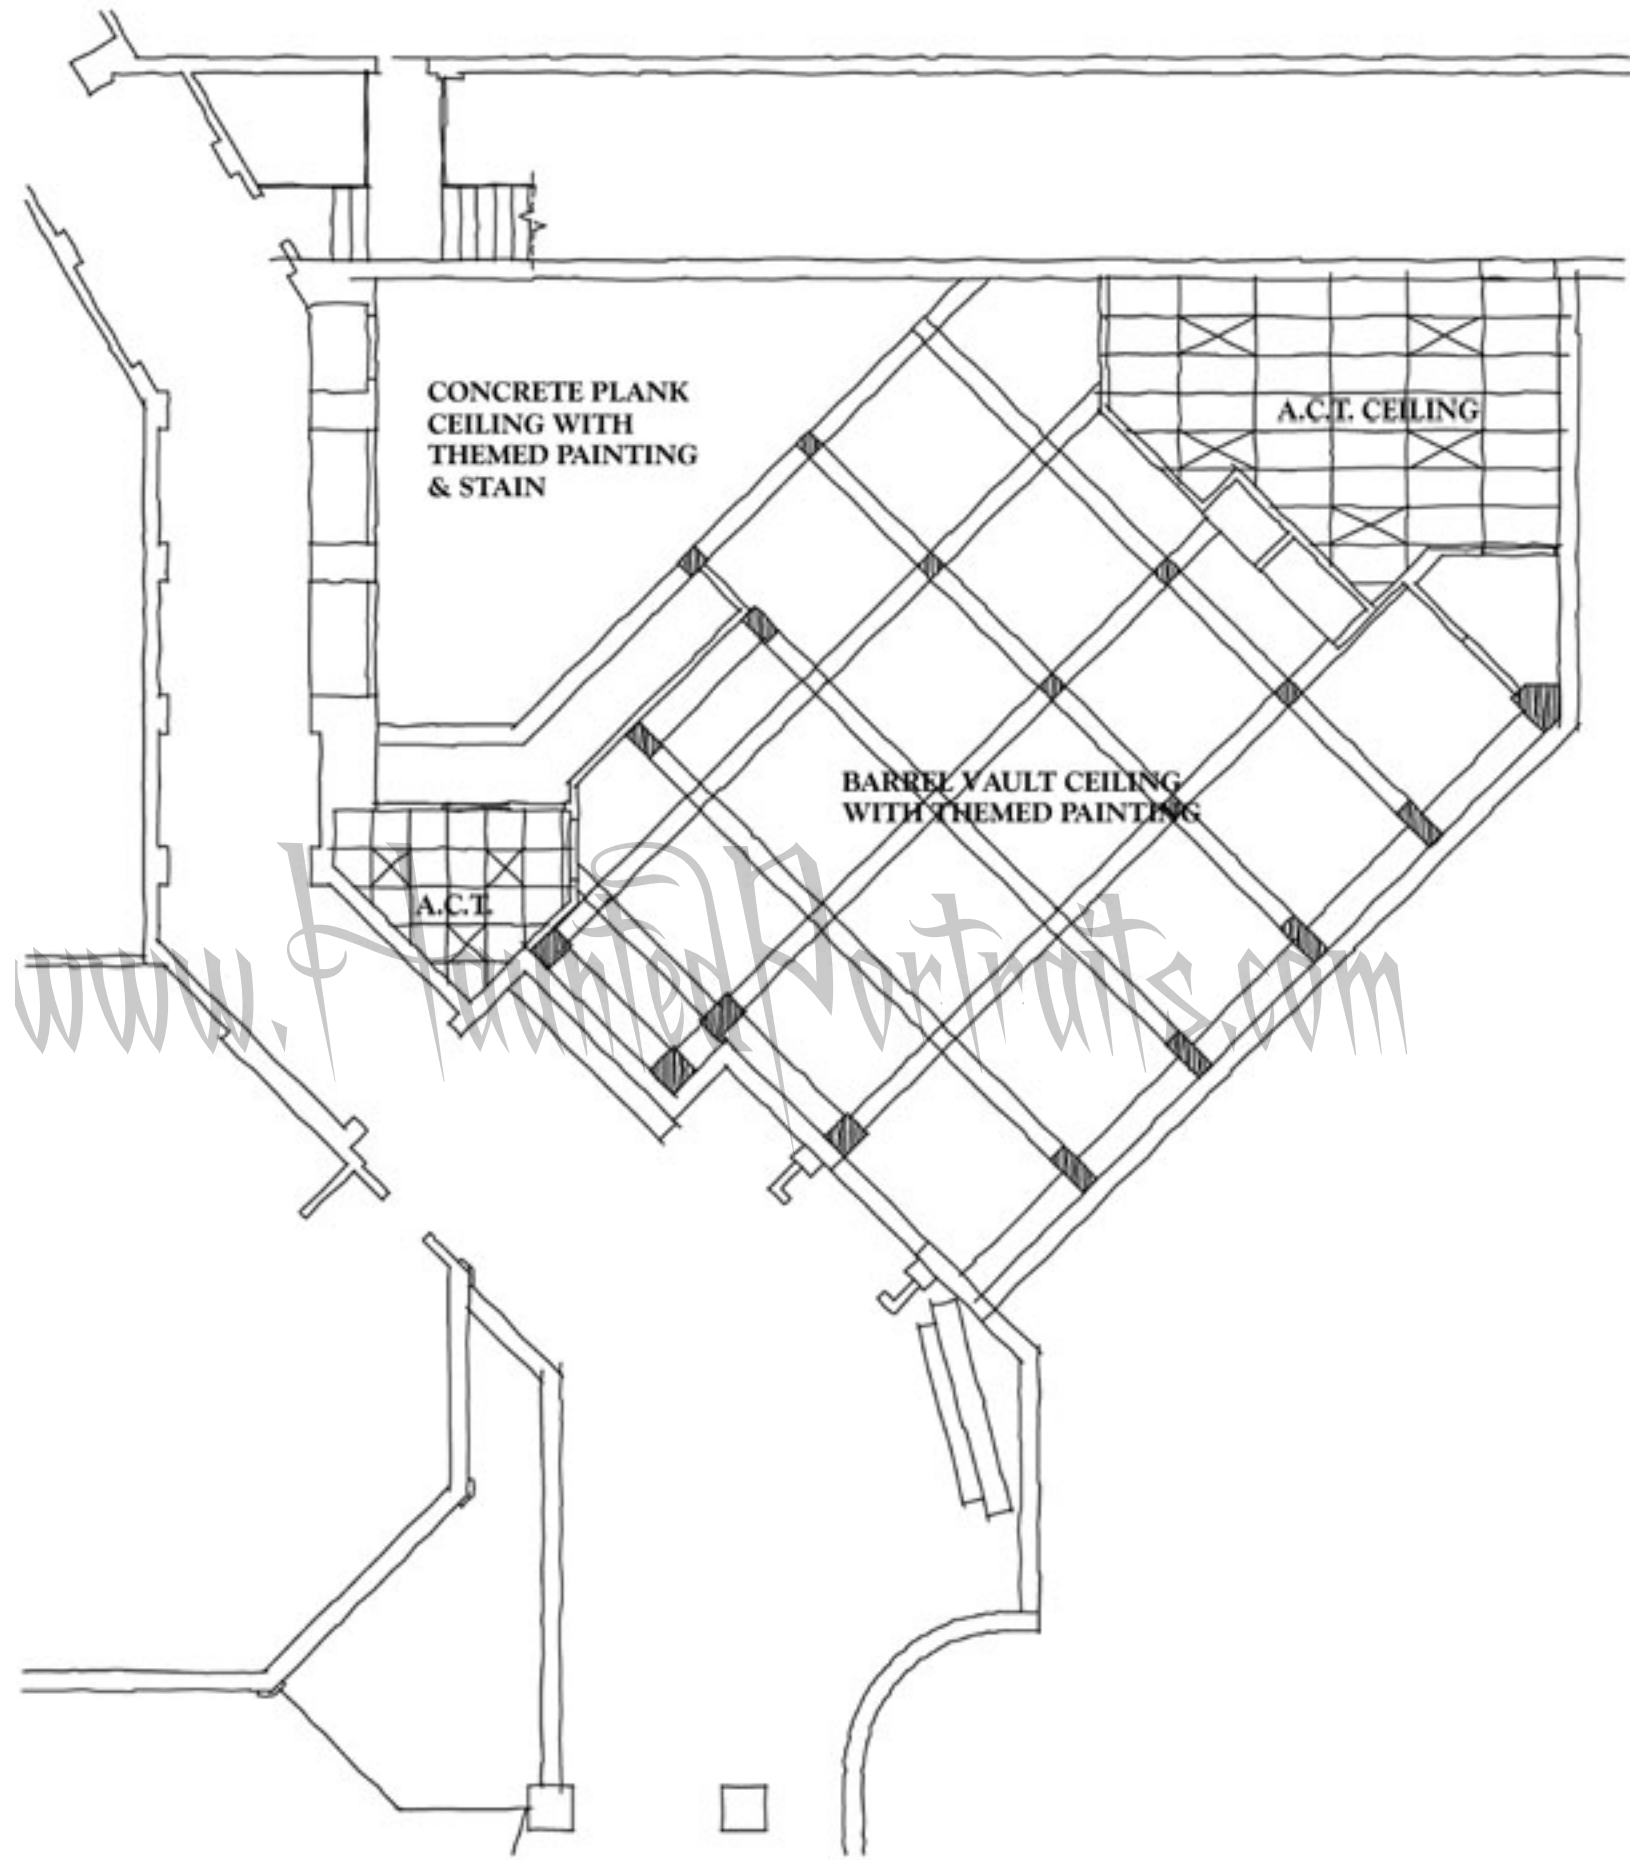 CONCRETE PLANK
CEILING WITH
THEMED PAINTING
& STAIN
A.C.T. CEILING
BARREL VAULT CEILING
WITH THEMED PAINTING
A.C.T.
www.HauntedPortraits.com